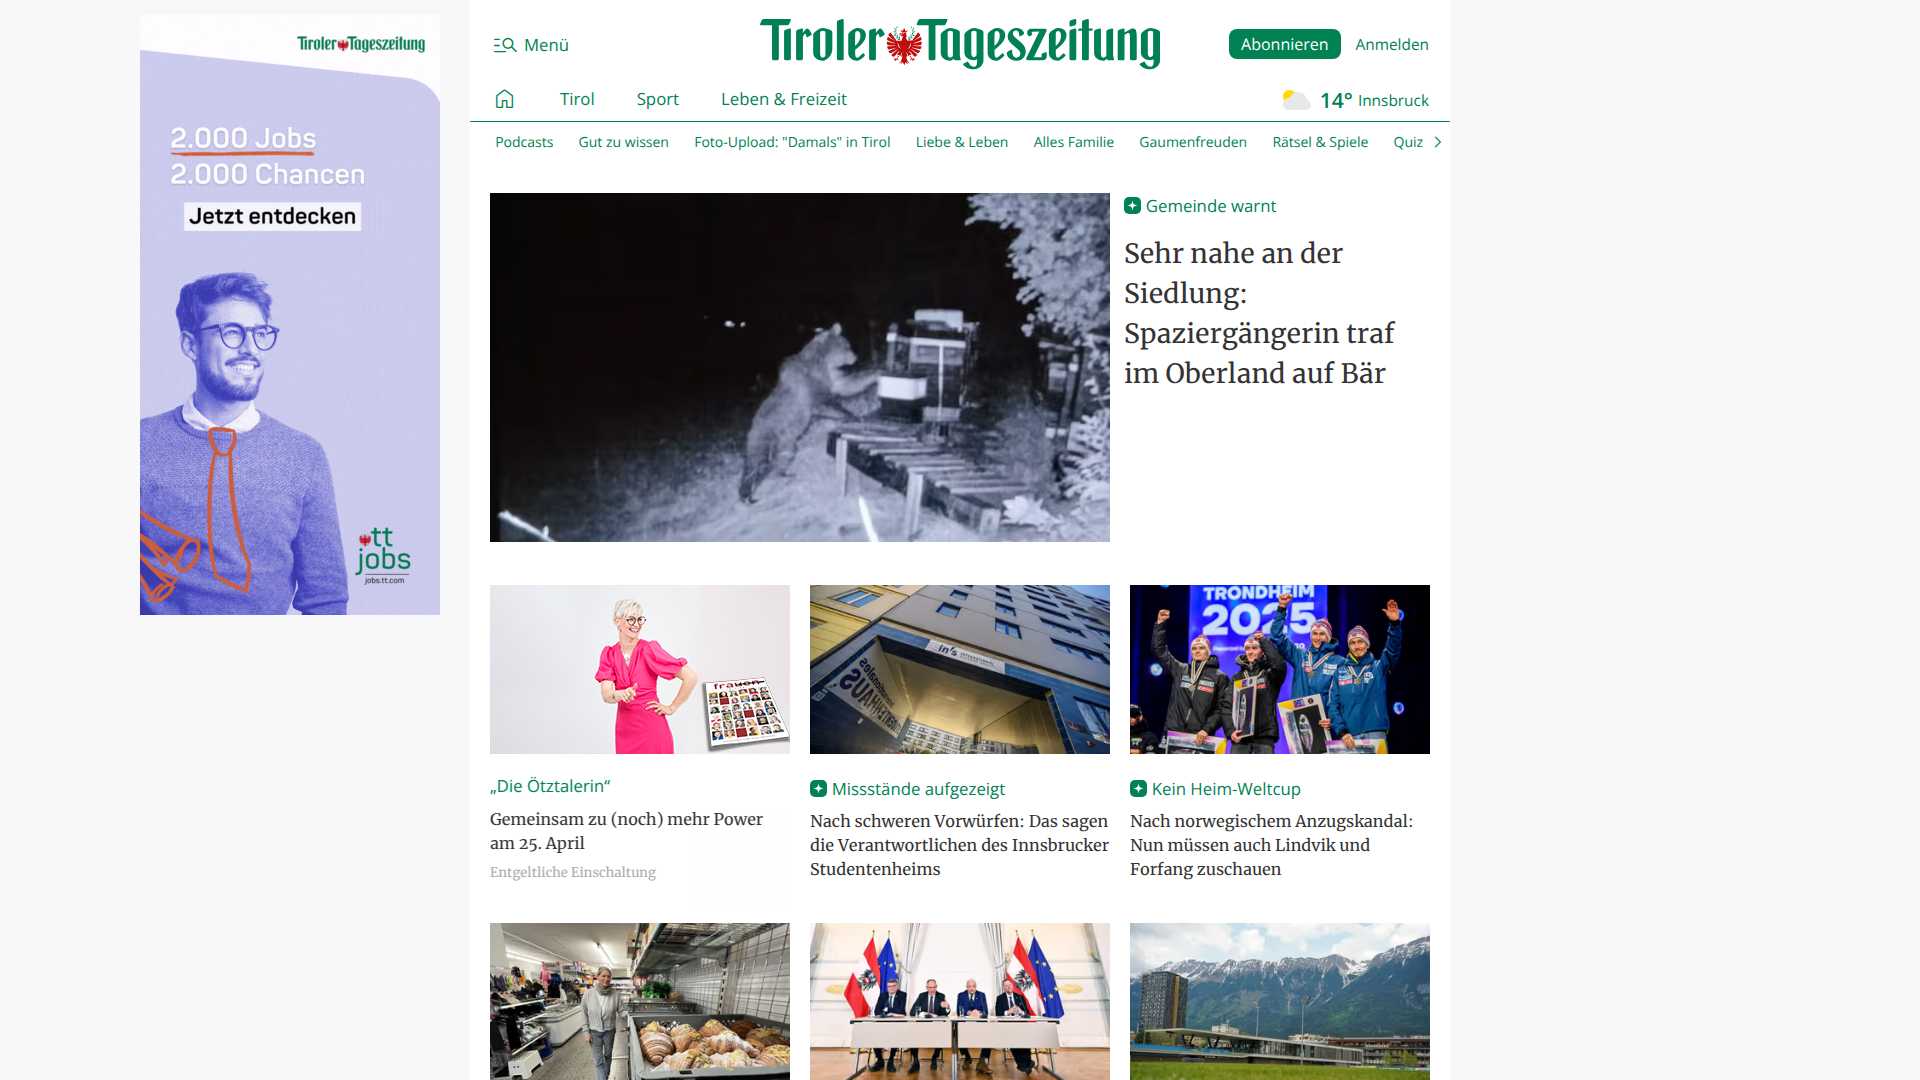 Tiroler Tageszeitung
2.000 Jobs
2.000 Chancen
Jetzt entdecken
tt
jobs
jobs.tt.com
Menü
Tiroler Tageszeitung
Abonnieren
Anmelden
Tirol
Sport
Leben & Freizeit
14° Innsbruck
Podcasts
Gut zu wissen
Foto-Upload: "Damals" in Tirol
Liebe & Leben
Alles Familie
Gaumenfreuden
Rätsel & Spiele
Quiz
Gemeinde warnt
Sehr nahe an der
Siedlung:
Spaziergängerin traf
im Oberland auf Bär
frauen
in's
TRONDHEIM
2025
„Die Ötztalerin“
Gemeinsam zu (noch) mehr Power
am 25. April
Entgeltliche Einschaltung
Missstände aufgezeigt
Nach schweren Vorwürfen: Das sagen
die Verantwortlichen des Innsbrucker
Studentenheims
Kein Heim-Weltcup
Nach norwegischem Anzugskandal:
Nun müssen auch Lindvik und
Forfang zuschauen